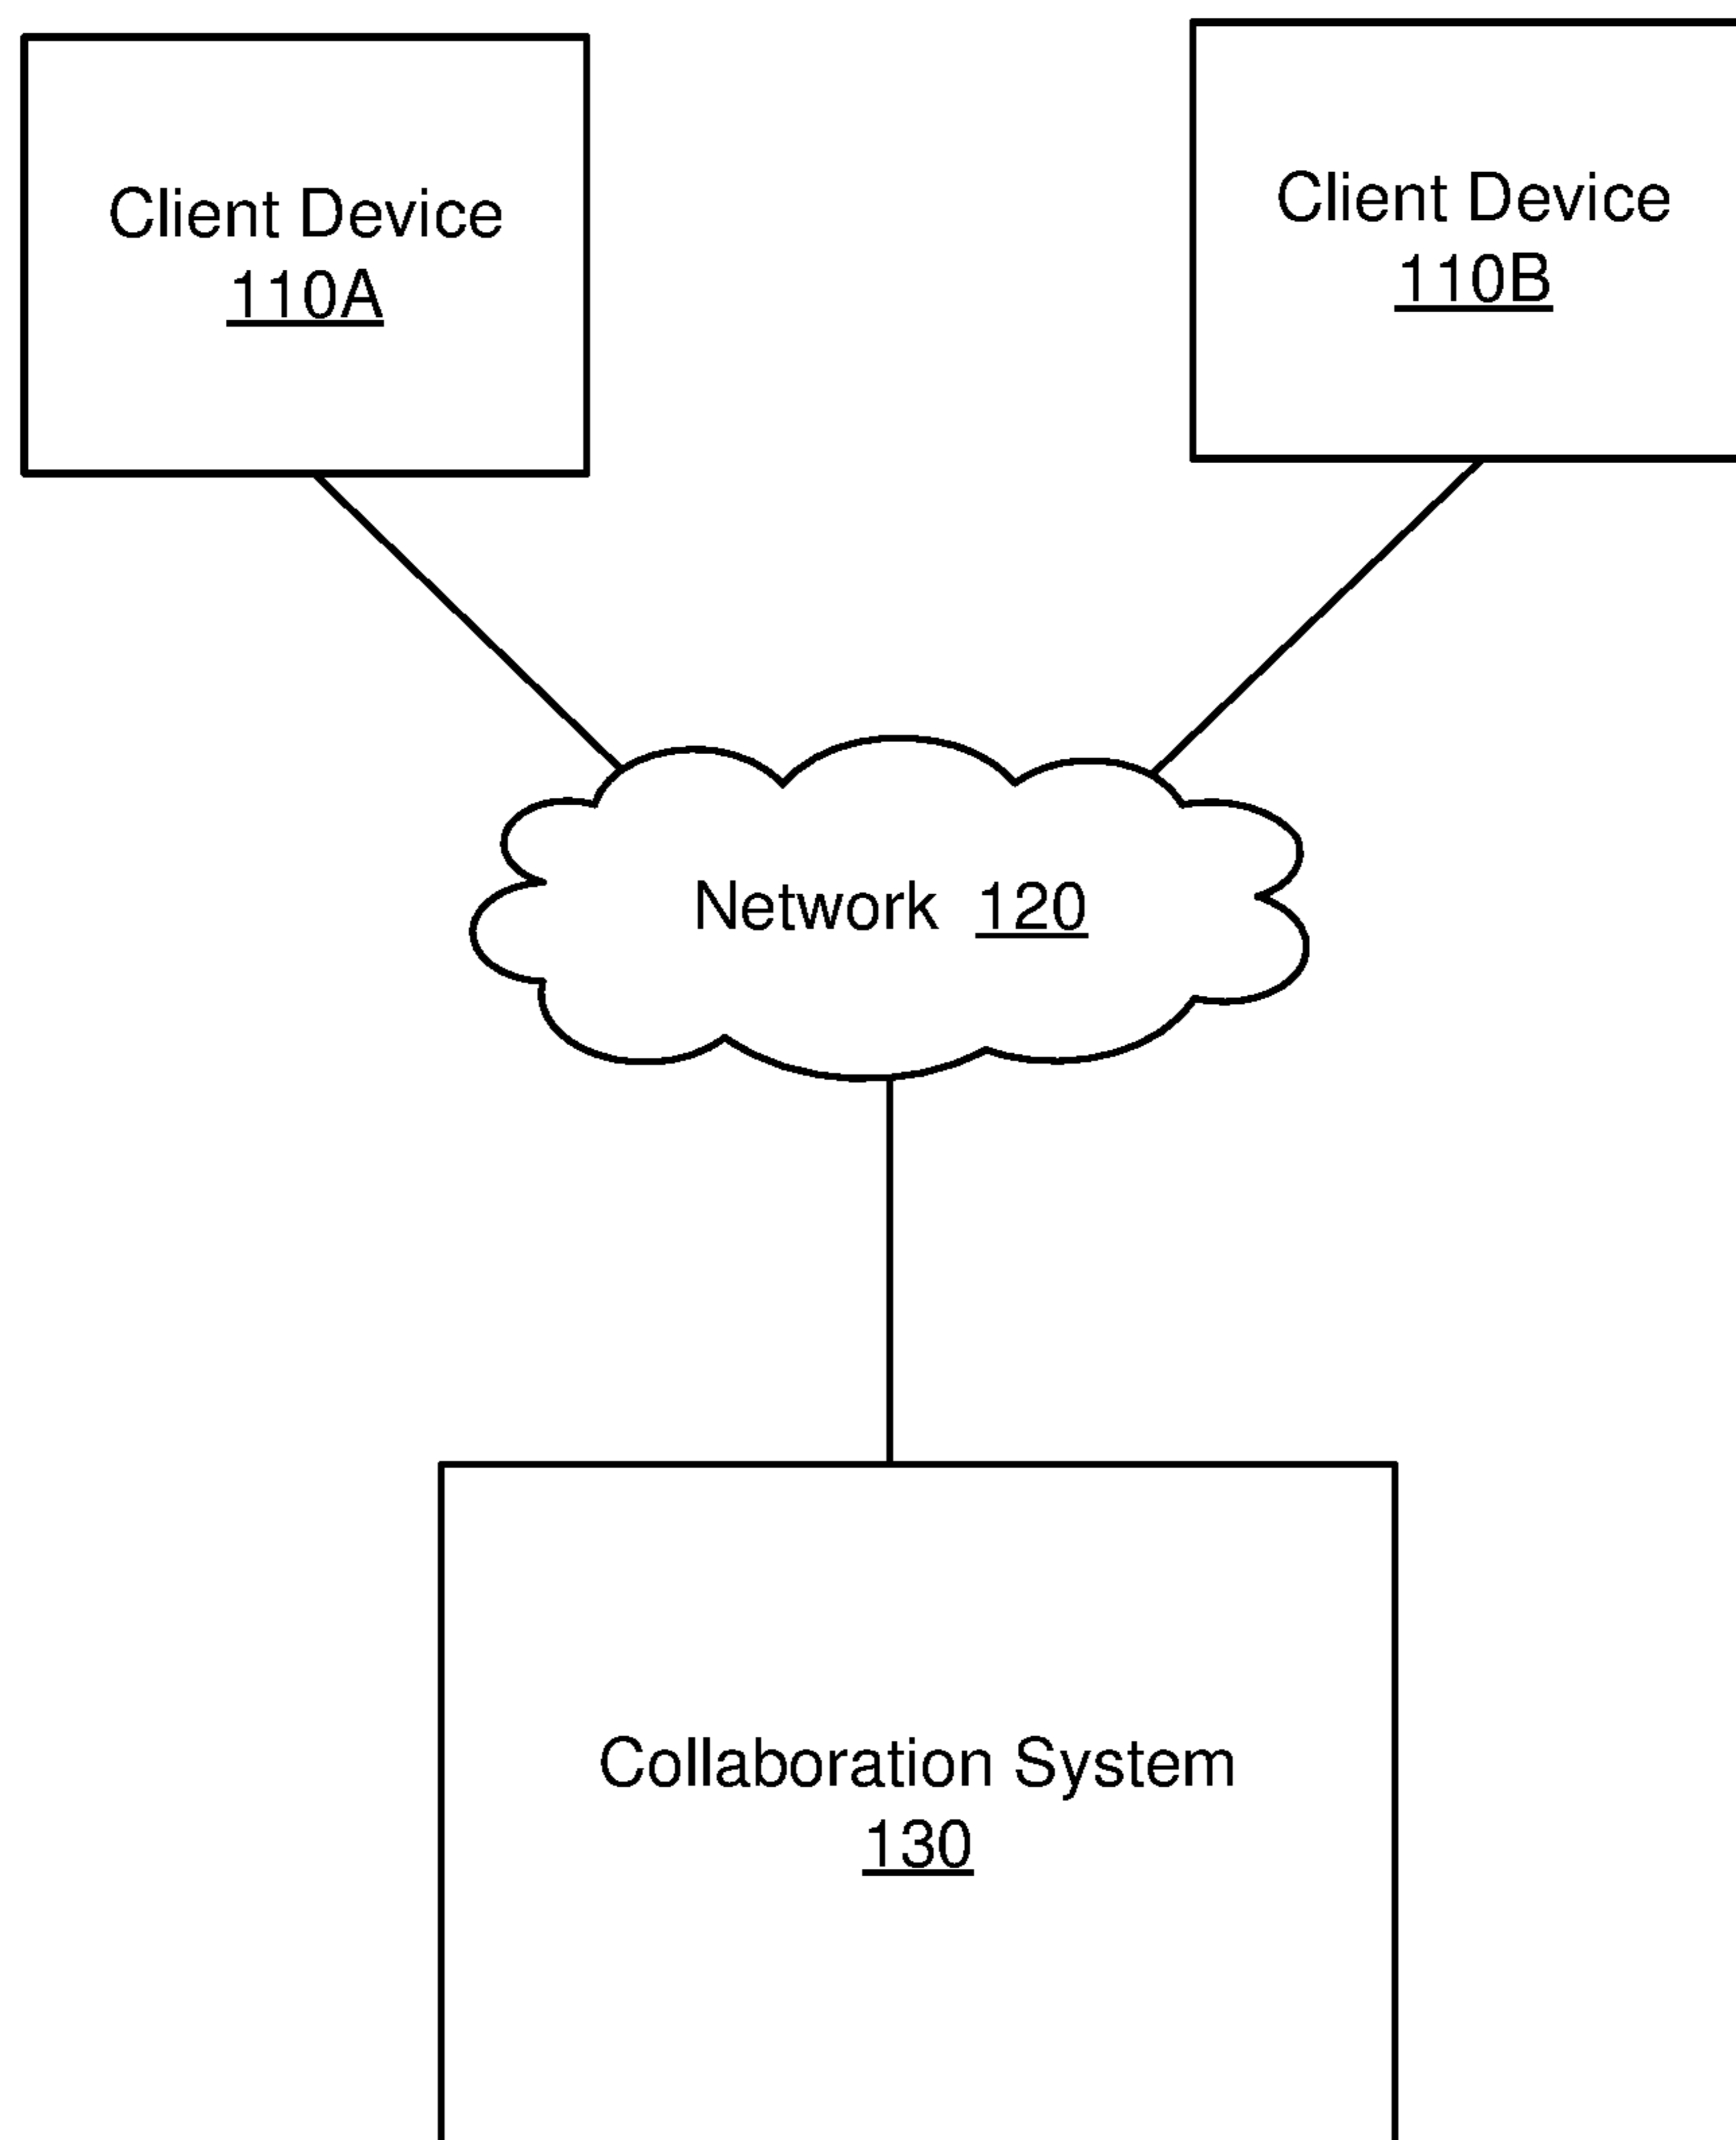 Client Device
110A
Client Device
110B
Network 120
Collaboration System
130